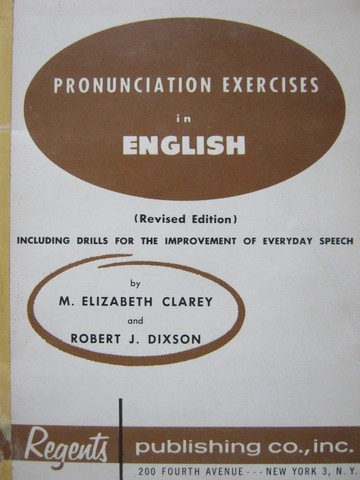 PRONUNCIATION EXERCISES
in
ENGLISH
(Revised Edition)
INCLUDING DRILLS FOR THE IMPROVEMENT OF EVERYDAY SPEECH
by
M. ELIZABETH CLAREY
and
ROBERT J. DIXSON
Regents publishing co., inc.
200 FOURTH AVENUE --- NEW YORK 3, N. Y.